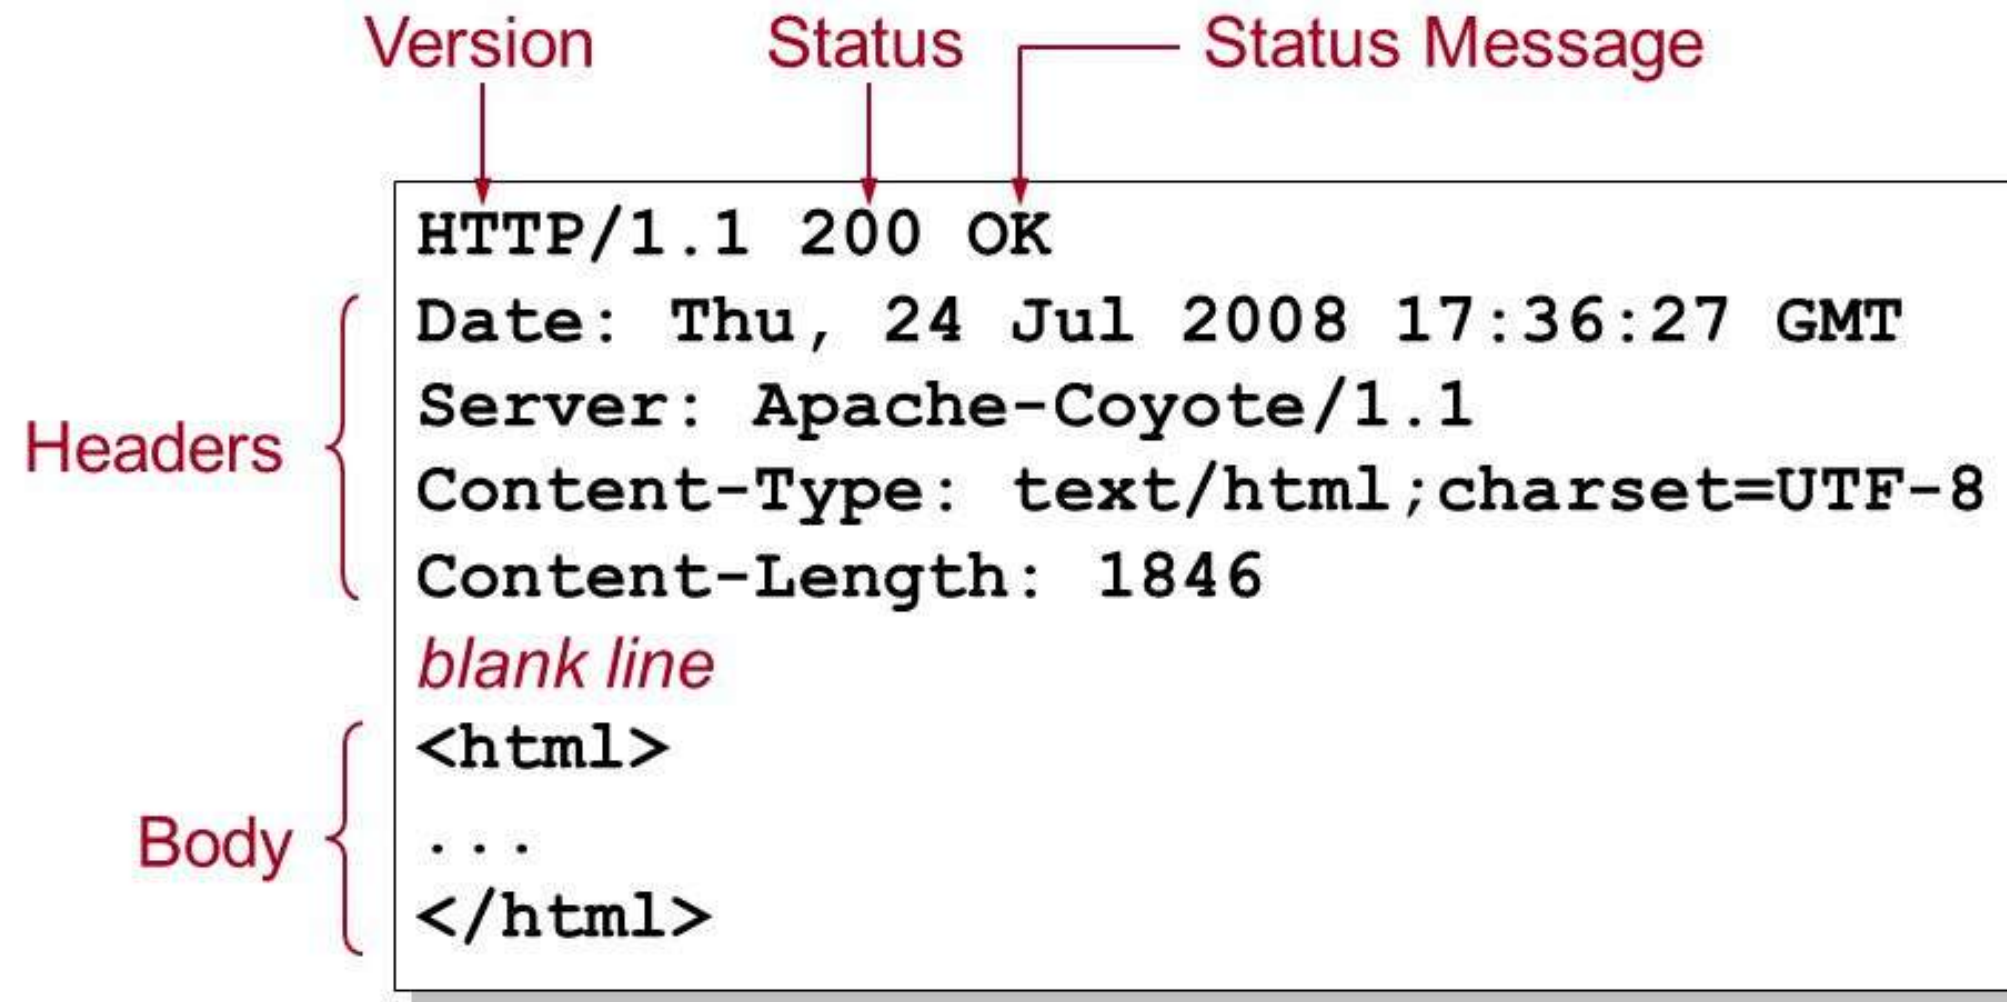 Version Status Status Message
HTTP/1.1 200 OK
Date: Thu, 24 Jul 2008 17:36:27 GMT
Server: Apache-Coyote/1.1
Headers
Content-Type: text/html;charset=UTF-8
Content-Length: 1846
blank line
<html>
Body
...
</html>